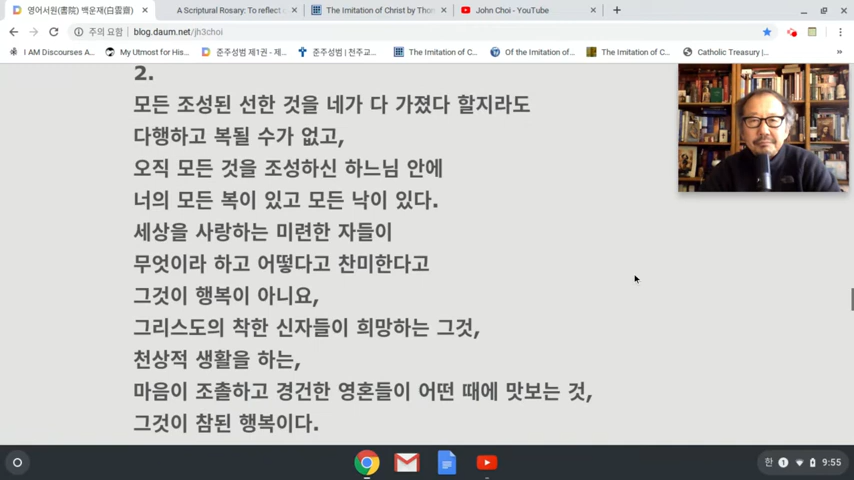 영어서원(書院) 백운재(白雲齋)
A Scriptural Rosary: To reflect
The Imitation of Christ by Thom
John Choi - YouTube
주의 요함 | blog.daum.net/jh3choi
I AM Discourses A...
My Utmost for His...
준주성범 제1권 - 제...
준주성범 | 천주교...
The Imitation of C...
Of the Imitation of...
The Imitation of C...
Catholic Treasury |...
2.
모든 조성된 선한 것을 네가 다 가졌다 할지라도
다행하고 복될 수가 없고,
오직 모든 것을 조성하신 하느님 안에
너의 모든 복이 있고 모든 낙이 있다.
세상을 사랑하는 미련한 자들이
무엇이라 하고 어떻다고 찬미한다고
그것이 행복이 아니요,
그리스도의 착한 신자들이 희망하는 그것,
천상적 생활을 하는,
마음이 조촐하고 경건한 영혼들이 어떤 때에 맛보는 것,
그것이 참된 행복이다.
한
9:55